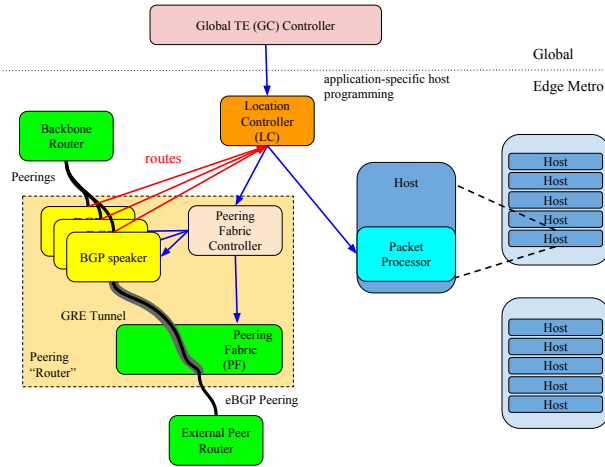 Global TE (GC) Controller
Global
application-specific host
programming
Edge Metro
Location
Controller
(LC)
Backbone
Router
routes
Peerings
Host
Host
Host
Host
Host
Host
Peering
Fabric
Controller
BGP speaker
Packet
Processor
GRE Tunnel
Peering
Fabric
(PF)
Peering
“Router”
Host
Host
Host
Host
Host
eBGP Peering
External Peer
Router